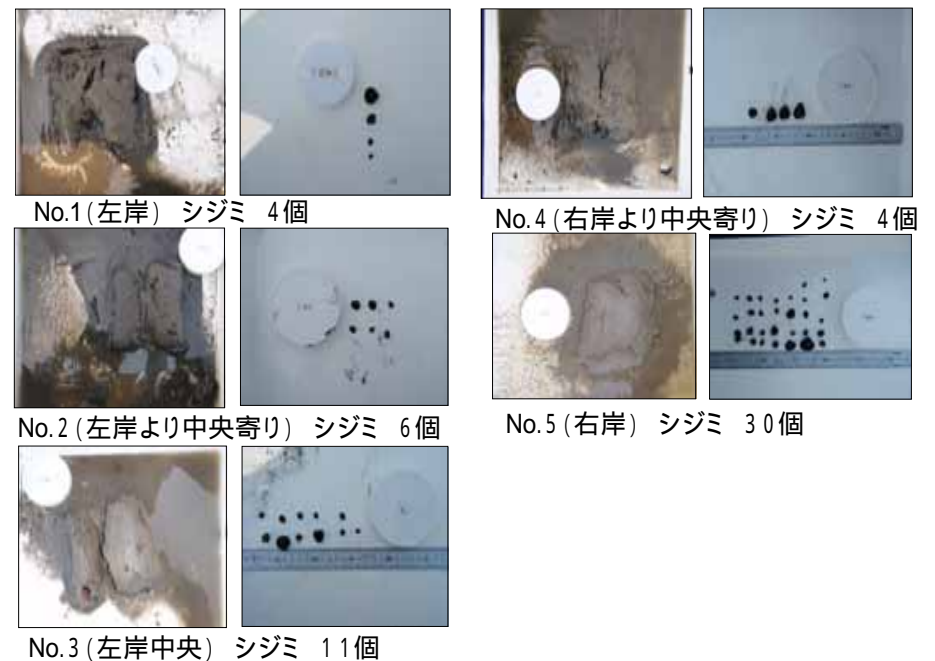 No.1(左岸) シジミ 4個
No.2(左岸より中央寄り) シジミ 6個
No.3(左岸中央) シジミ 11個
No.4(右岸より中央寄り) シジミ 4個
No.5(右岸) シジミ 30個